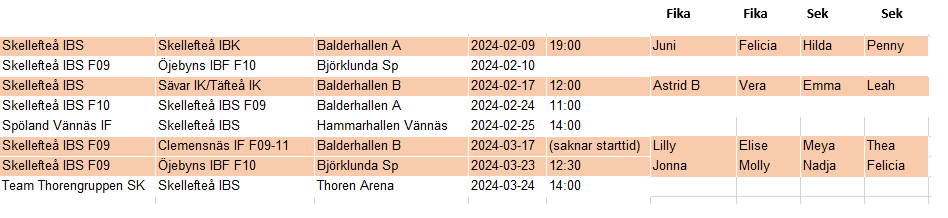 Fika Fika Sek Sek
Skellefteå IBS Skellefteå IBK Balderhallen A 2024-02-09 19:00 Juni Felicia Hilda Penny
Skellefteå IBS F09 Öjebyns IBF F10 Björklunda Sp 2024-02-10
Skellefteå IBS Sävar IK/Täfteå IK Balderhallen B 2024-02-17 12:00 Astrid B Vera Emma Leah
Skellefteå IBS F10 Skellefteå IBS F09 Balderhallen A 2024-02-24 11:00
Spöland Vännäs IF Skellefteå IBS Hammarhallen Vännäs 2024-02-25 14:00
Skellefteå IBS F09 Clemensnäs IF F09-11 Balderhallen B 2024-03-17 (saknar starttid) Lilly Elise Meya Thea
Skellefteå IBS F09 Öjebyns IBF F10 Björklunda Sp 2024-03-23 12:30 Jonna Molly Nadja Felicia
Team Thorengruppen SK Skellefteå IBS Thoren Arena 2024-03-24 14:00